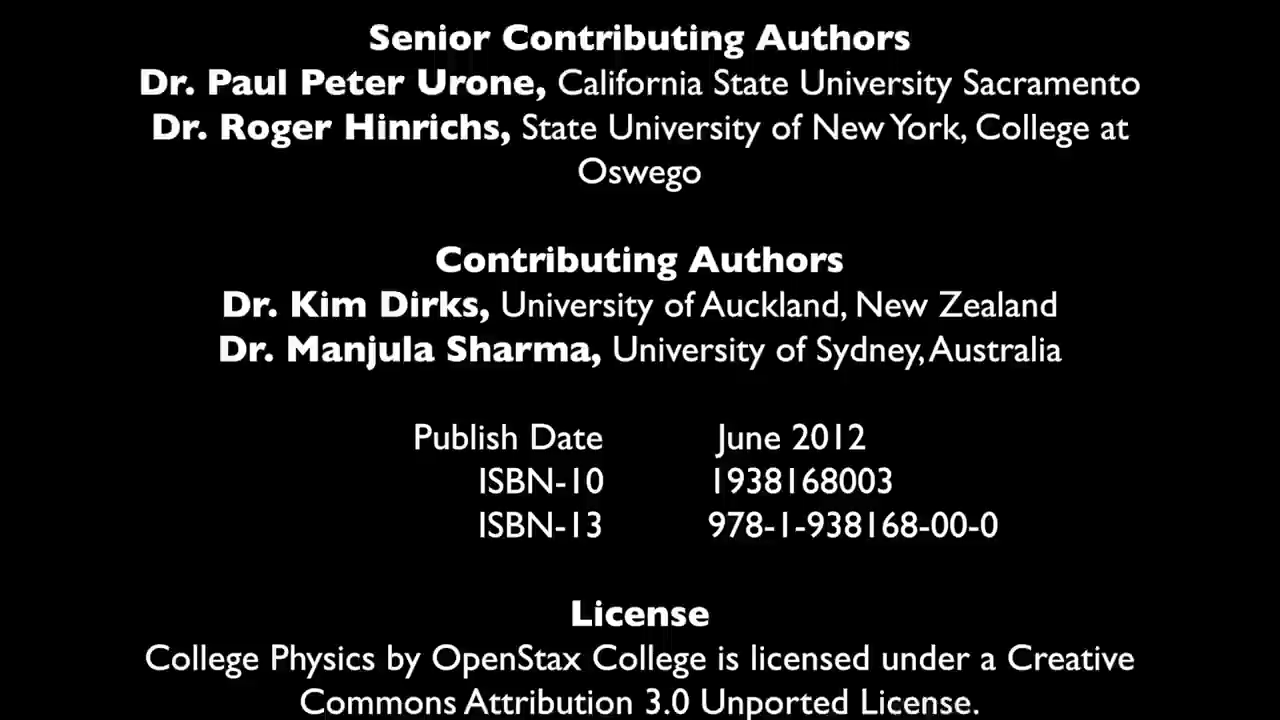 Senior Contributing Authors
Dr. Paul Peter Urone, California State University Sacramento
Dr. Roger Hinrichs, State University of New York, College at
Oswego
Contributing Authors
Dr. Kim Dirks, University of Auckland, New Zealand
Dr. Manjula Sharma, University of Sydney, Australia
Publish Date June 2012
ISBN-10 1938168003
ISBN-13 978-1-938168-00-0
License
College Physics by OpenStax College is licensed under a Creative
Commons Attribution 3.0 Unported License.